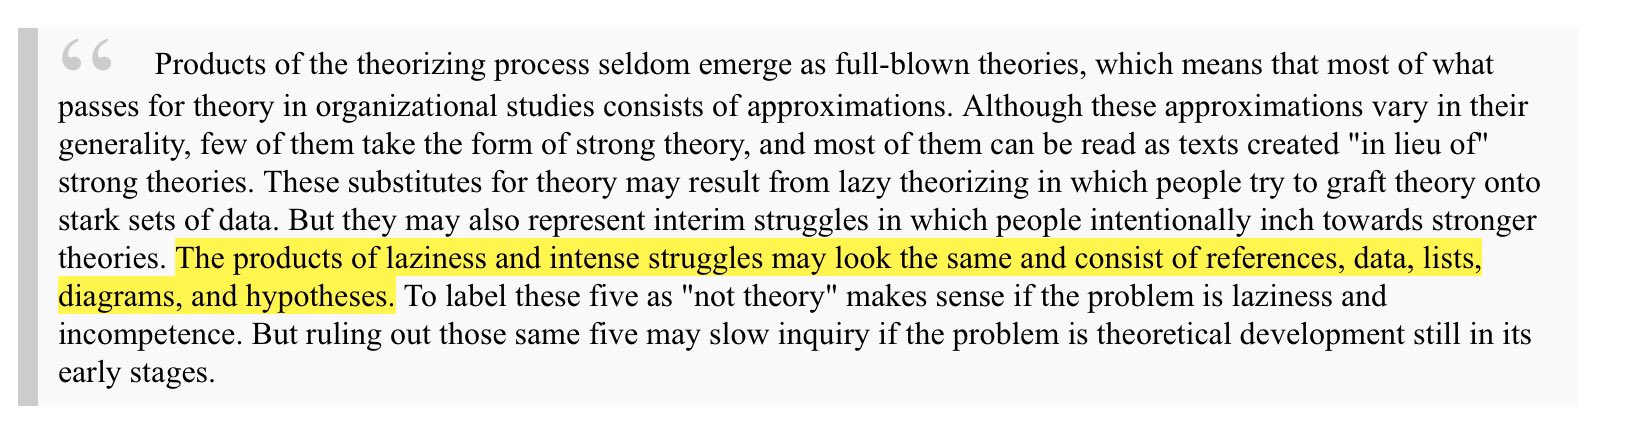 “ Products of the theorizing process seldom emerge as full-blown theories, which means that most of what
passes for theory in organizational studies consists of approximations. Although these approximations vary in their
generality, few of them take the form of strong theory, and most of them can be read as texts created "in lieu of"
strong theories. These substitutes for theory may result from lazy theorizing in which people try to graft theory onto
stark sets of data. But they may also represent interim struggles in which people intentionally inch towards stronger
theories. The products of laziness and intense struggles may look the same and consist of references, data, lists,
diagrams, and hypotheses. To label these five as "not theory" makes sense if the problem is laziness and
incompetence. But ruling out those same five may slow inquiry if the problem is theoretical development still in its
early stages.